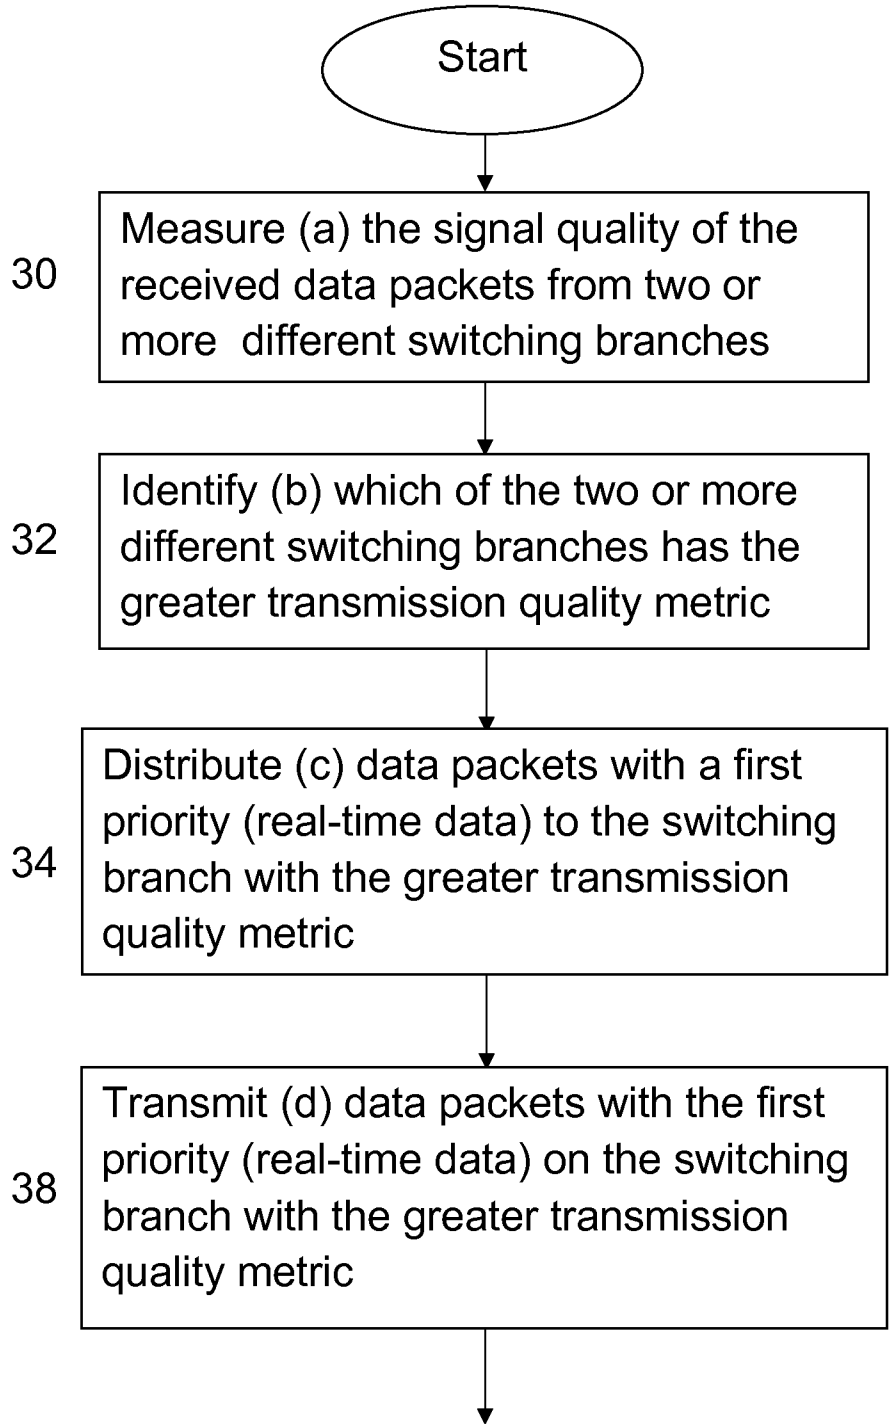 Start
30
Measure (a) the signal quality of the
received data packets from two or
more different switching branches
32
Identify (b) which of the two or more
different switching branches has the
greater transmission quality metric
34
Distribute (c) data packets with a first
priority (real-time data) to the switching
branch with the greater transmission
quality metric
38
Transmit (d) data packets with the first
priority (real-time data) on the switching
branch with the greater transmission
quality metric